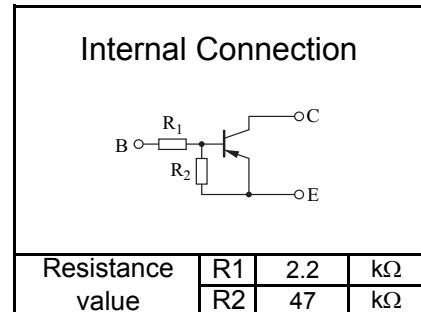 Internal Connection
C
R1
B
R2
E
Resistance value R1 2.2 kΩ
R2 47 kΩ